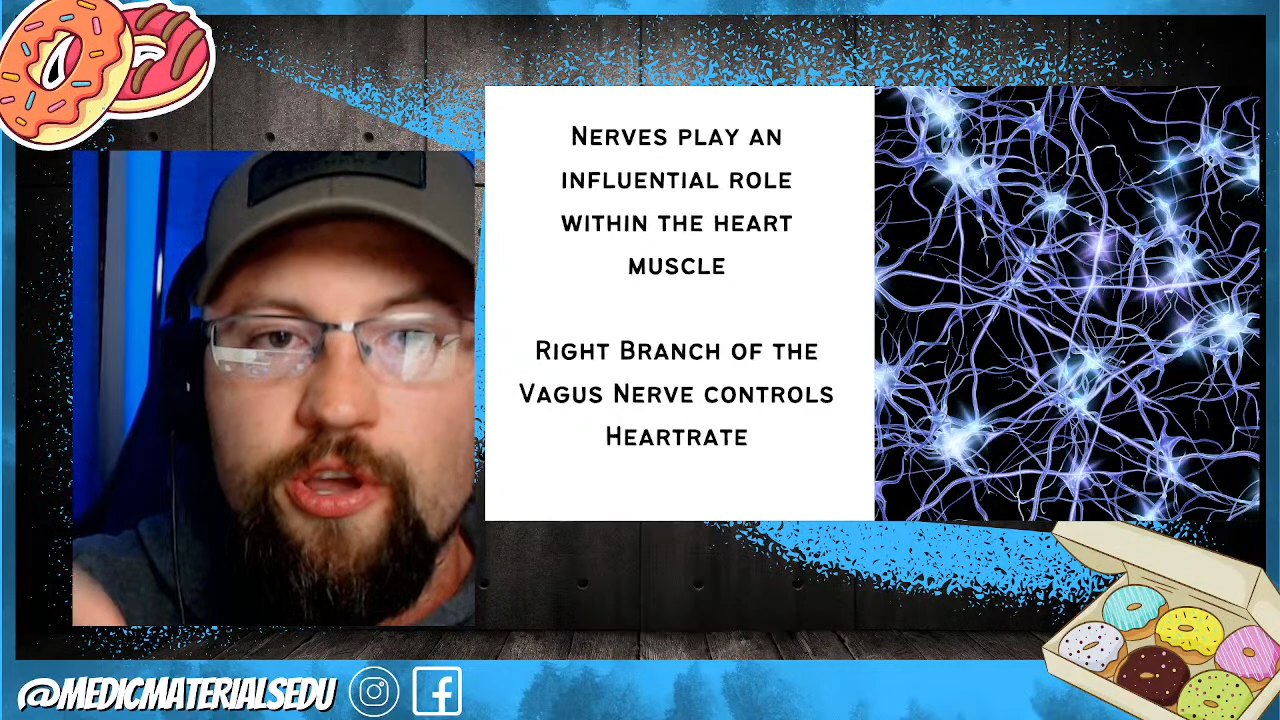 Nerves play an
influential role
within the heart
muscle
Right Branch of the
Vagus Nerve controls
Heartrate
@MEDICMATERIALSEDU